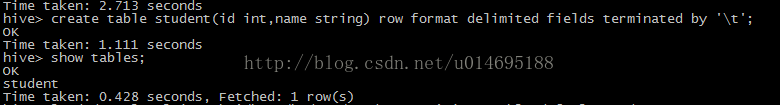 Time taken: 2.713 seconds
hive> create table student(id int,name string) row format delimited fields terminated by '\t';
OK
Time taken: 1.111 seconds
hive> show tables;
OK
http://blog.csdn.net/u014695188
student
Time taken: 0.428 seconds, Fetched: 1 row(s)